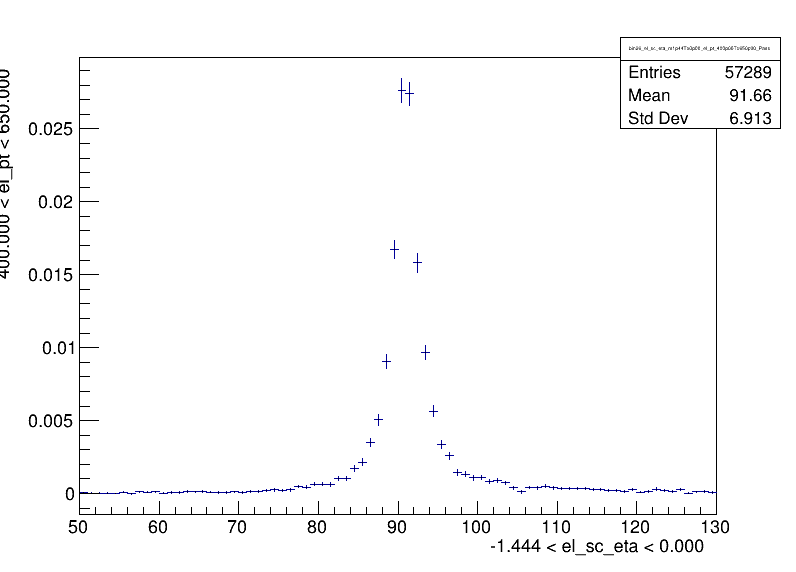 bin36_el_sc_eta_m1p44To0p00_el_pt_400p00To650p00_Pass
Entries 57289
Mean 91.66
Std Dev 6.913
400.000 < el_pt < 650.000
0.025
0.02
0.015
0.01
0.005
0
50 60 70 80 90 100 110 120 130
-1.444 < el_sc_eta < 0.000